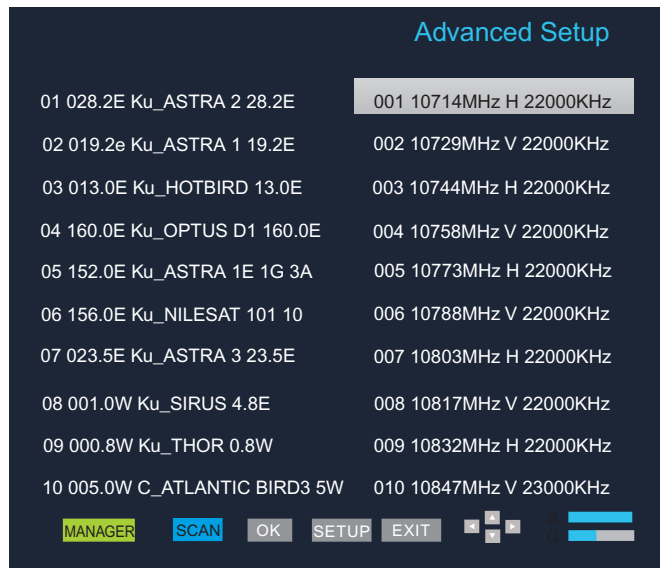 Advanced Setup
01 028.2E Ku_ASTRA 2 28.2E
001 10714MHz H 22000KHz
02 019.2e Ku_ASTRA 1 19.2E
002 10729MHz V 22000KHz
03 013.0E Ku_HOTBIRD 13.0E
003 10744MHz H 22000KHz
04 160.0E Ku_OPTUS D1 160.0E
004 10758MHz V 22000KHz
05 152.0E Ku_ASTRA 1E 1G 3A
005 10773MHz H 22000KHz
06 156.0E Ku_NILESAT 101 10
006 10788MHz V 22000KHz
07 023.5E Ku_ASTRA 3 23.5E
007 10803MHz H 22000KHz
08 001.0W Ku_SIRUS 4.8E
008 10817MHz V 22000KHz
09 000.8W Ku_THOR 0.8W
009 10832MHz H 22000KHz
10 005.0W C_ATLANTIC BIRD3 5W
010 10847MHz V 23000KHz
MANAGER SCAN OK SETUP EXIT S
Q